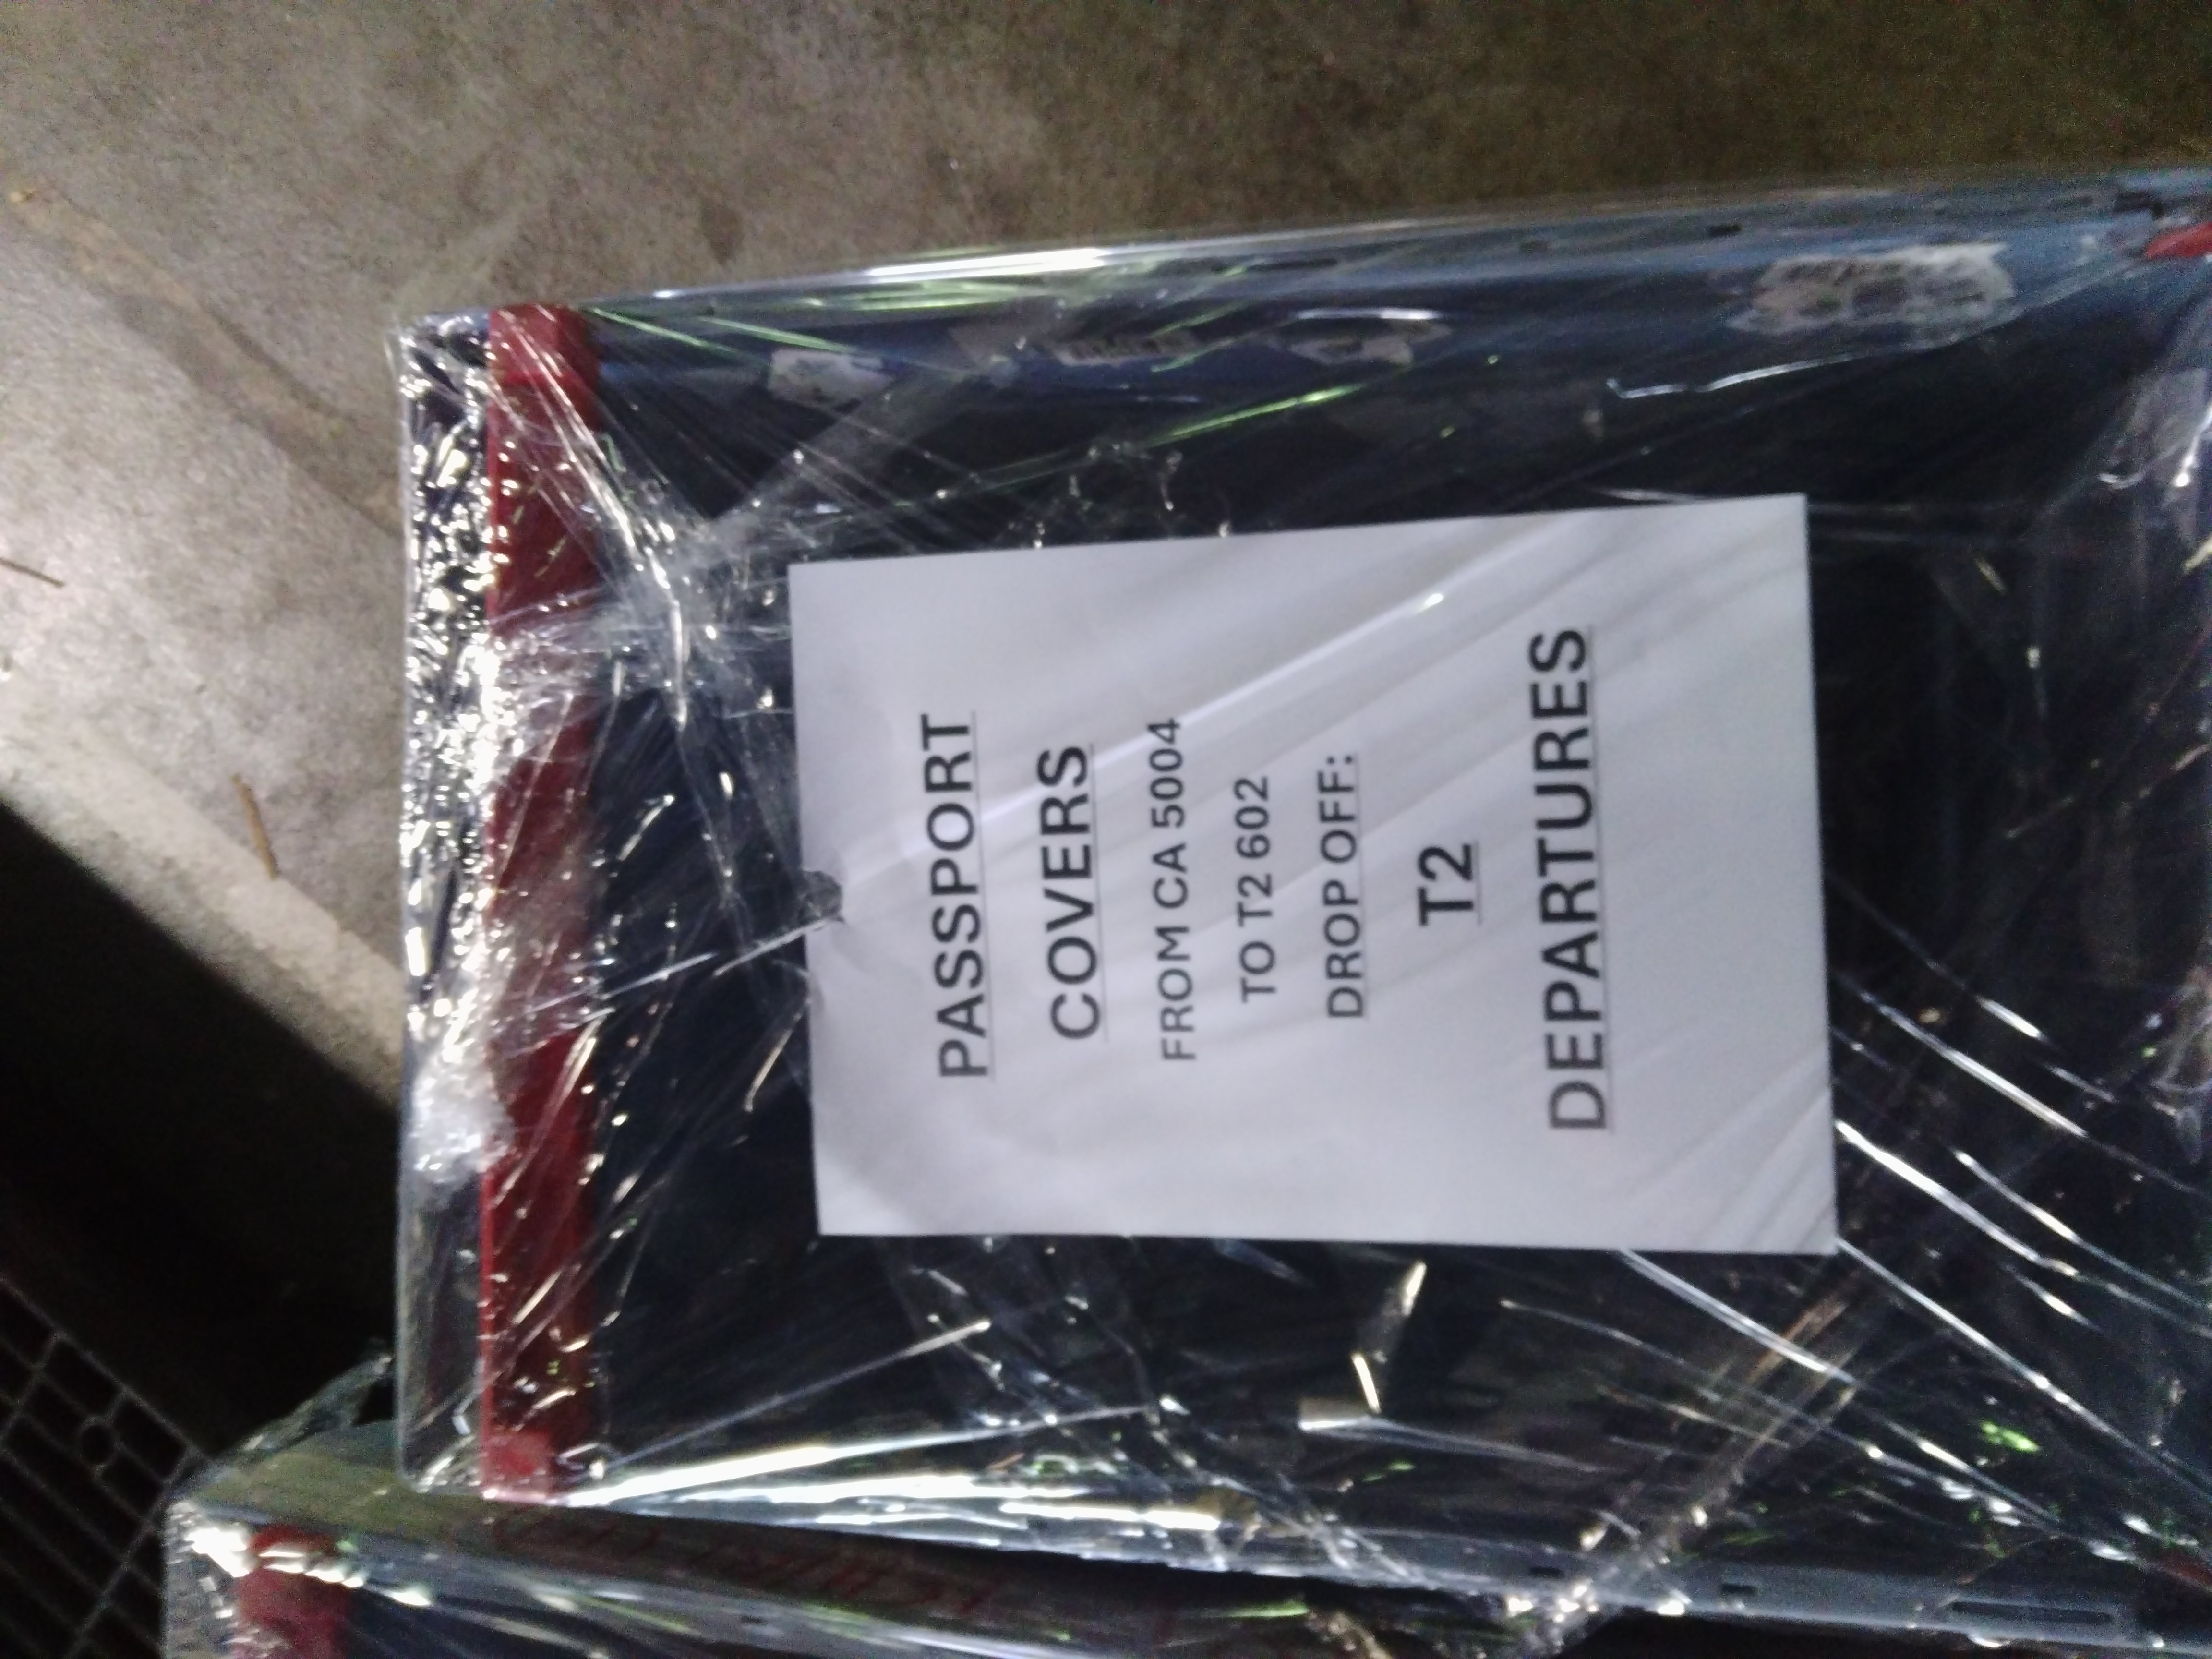 PASSPORT
COVERS
FROM CA 5004
TO T2 602
DROP OFF:
T2
DEPARTURES